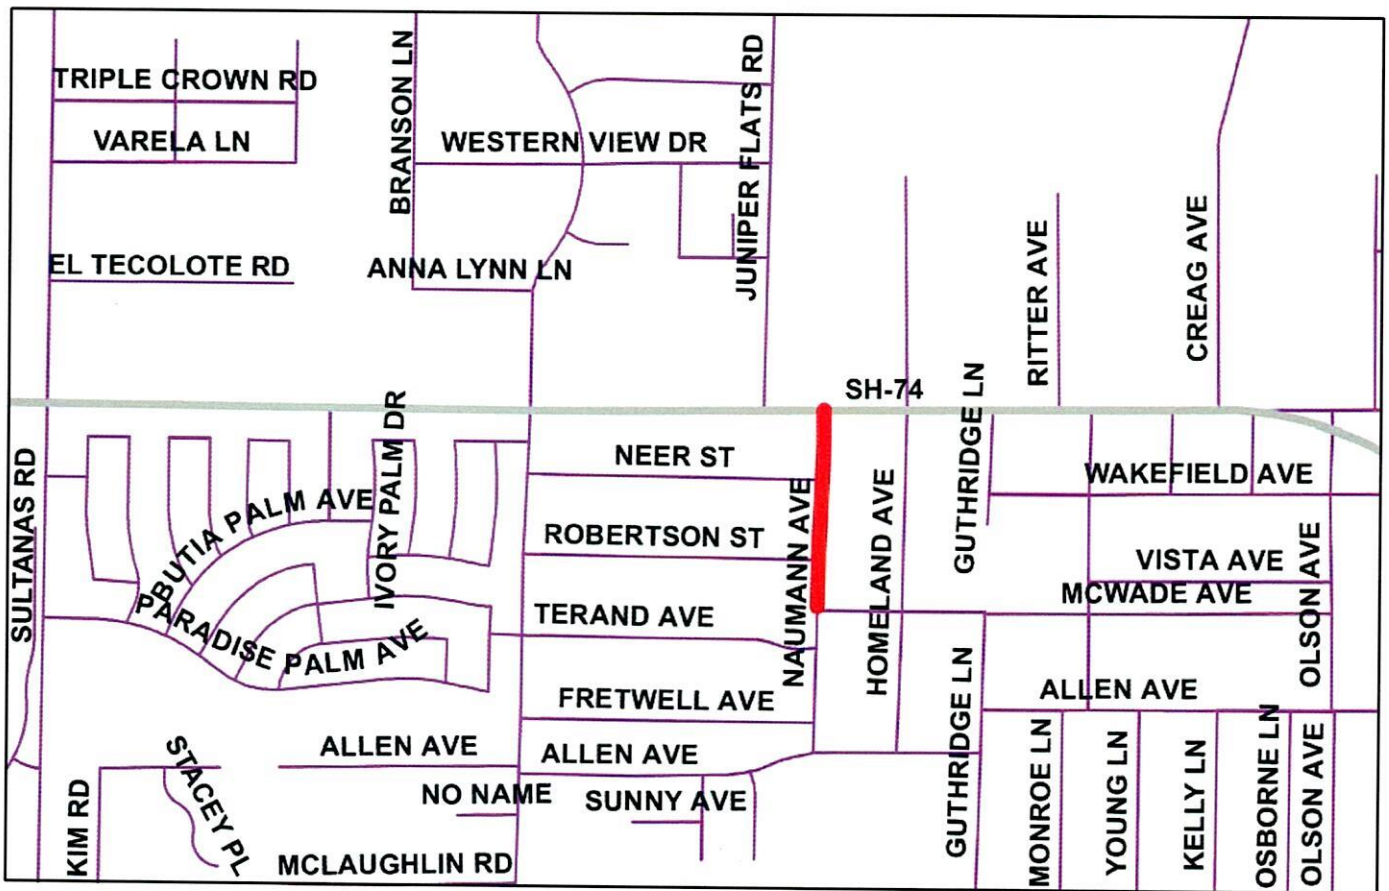 TRIPLE CROWN RD
BRANSON LN
JUNIPER FLATS RD
VARELA LN
WESTERN VIEW DR
EL TECOLOTE RD
ANNA LYNN LN
RITTER AVE
CREAG AVE
SH-74
SULTANAS RD
BUTIA PALM AVE
IVORY PALM DR
NEER ST
NAUMANN AVE
HOMELAND AVE
GUTHRIDGE LN
WAKEFIELD AVE
ROBERTSON ST
VISTA AVE
OLSON AVE
MCWADE AVE
PARADISE PALM AVE
TERAND AVE
FRETWELL AVE
GUTHRIDGE LN
ALLEN AVE
STACEY PL
ALLEN AVE
ALLEN AVE
MONROE LN
YOUNG LN
KELLY LN
OSBORNE LN
OLSON AVE
KIM RD
NO NAME
SUNNY AVE
MCLAUGHLIN RD